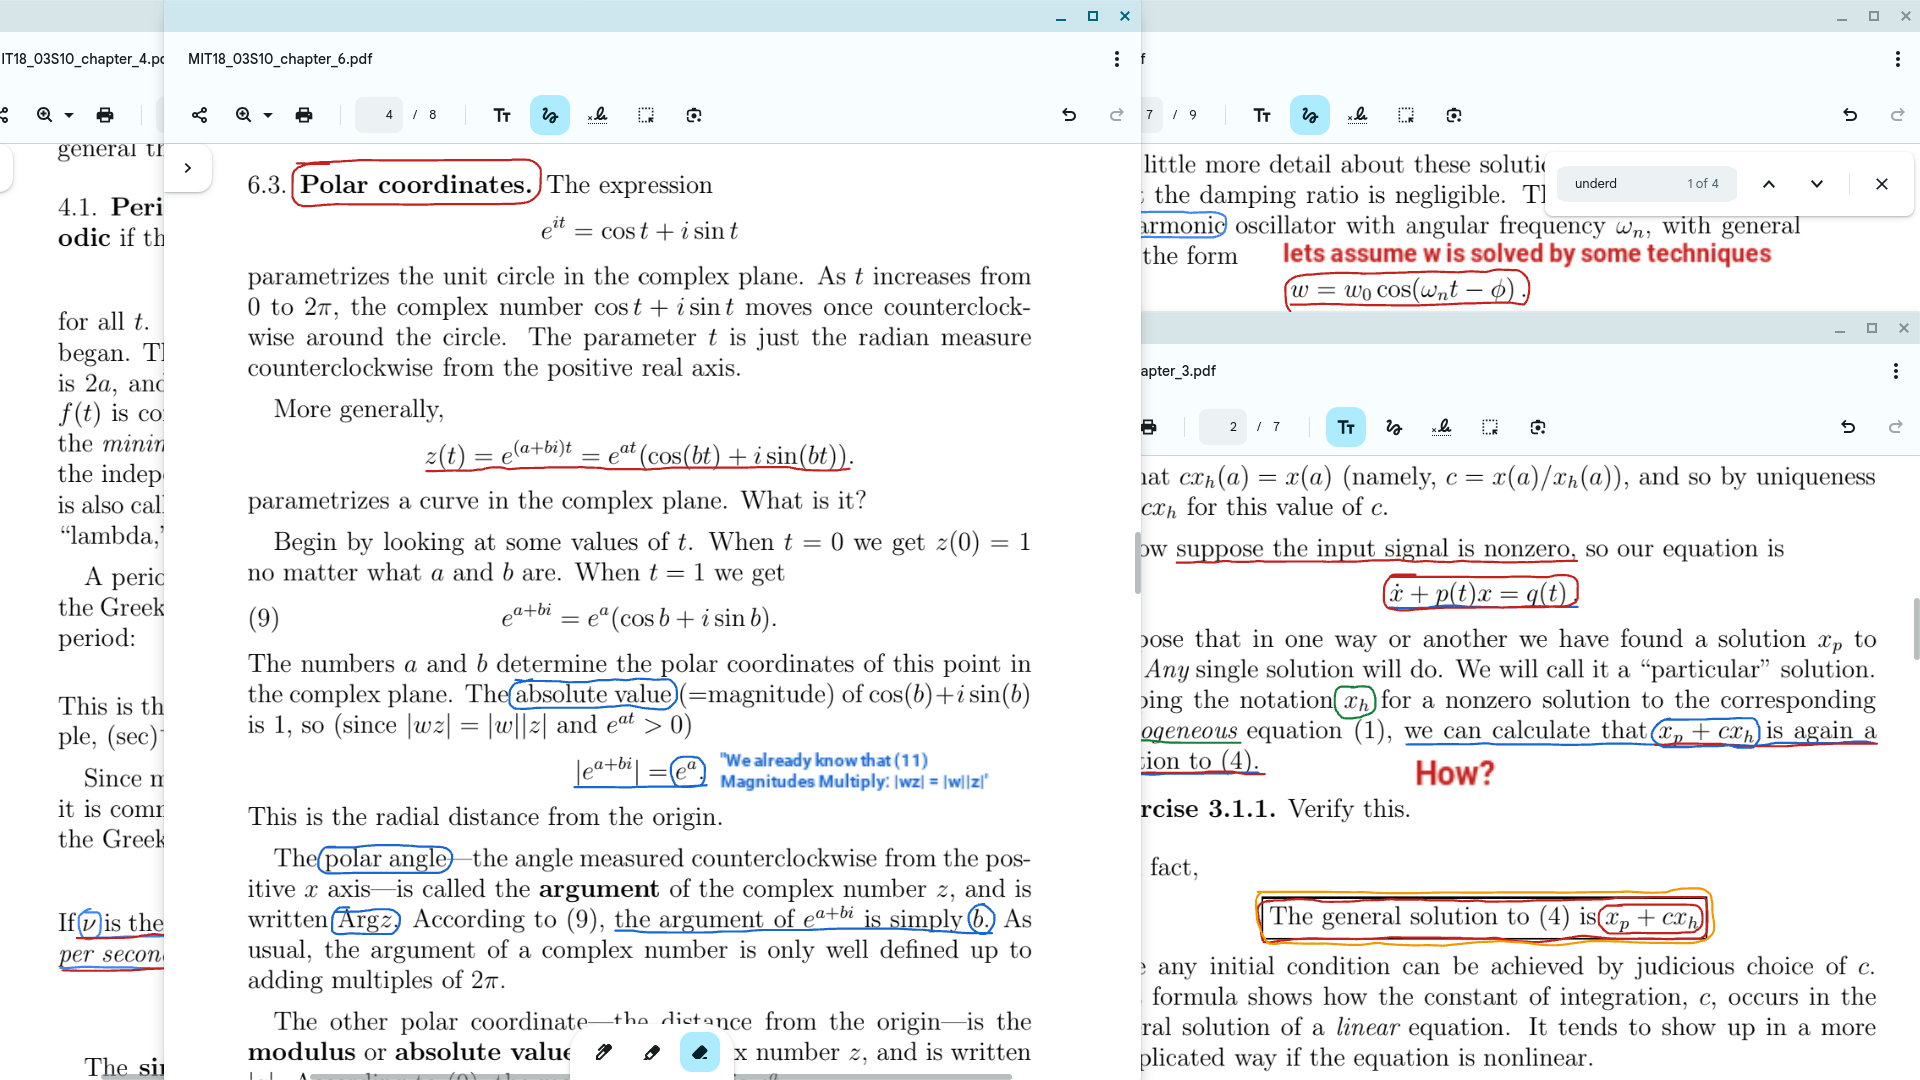 IT18_03S10_chapter_4.pd
general th
4.1. Peri
odic if th
for all t.
began. Th
is 2a, and
f(t) is co
the minin
the indep
is also cal
“lambda,”
A perio
the Greek
period:
This is th
ple, (sec)
Since m
it is comm
the Greek
If ν is the
per secon
The sin
MIT18_03S10_chapter_6.pdf
4 / 8
6.3. Polar coordinates. The expression
e^{it} = cos t + i sin t
parametrizes the unit circle in the complex plane. As t increases from
0 to 2π, the complex number cos t + i sin t moves once counterclock-
wise around the circle. The parameter t is just the radian measure
counterclockwise from the positive real axis.
More generally,
z(t) = e^{(a+bi)t} = e^{at}(cos(bt) + i sin(bt)).
parametrizes a curve in the complex plane. What is it?
Begin by looking at some values of t. When t = 0 we get z(0) = 1
no matter what a and b are. When t = 1 we get
(9) e^{a+bi} = e^a(cos b + i sin b).
The numbers a and b determine the polar coordinates of this point in
the complex plane. The absolute value (=magnitude) of cos(b)+i sin(b)
is 1, so (since |wz| = |w||z| and e^{at} > 0)
|e^{a+bi}| = e^a.
"We already know that (11)
Magnitudes Multiply: |wz| = |w||z|'
This is the radial distance from the origin.
The polar angle—the angle measured counterclockwise from the pos-
itive x axis—is called the argument of the complex number z, and is
written Argz. According to (9), the argument of e^{a+bi} is simply b. As
usual, the argument of a complex number is only well defined up to
adding multiples of 2π.
The other polar coordinate—the distance from the origin—is the
modulus or absolute value x number z, and is written
f
7 / 9
underd 1 of 4
little more detail about these solutio
the damping ratio is negligible. Th
armonic oscillator with angular frequency ω_n, with general
the form
lets assume w is solved by some techniques
w = w_0 cos(ω_n t − ϕ).
apter_3.pdf
2 / 7
hat cx_h(a) = x(a) (namely, c = x(a)/x_h(a)), and so by uniqueness
cx_h for this value of c.
ow suppose the input signal is nonzero, so our equation is
ẋ + p(t)x = q(t).
pose that in one way or another we have found a solution x_p to
Any single solution will do. We will call it a “particular” solution.
ping the notation x_h for a nonzero solution to the corresponding
ogeneous equation (1), we can calculate that x_p + cx_h is again a
tion to (4).
How?
rcise 3.1.1. Verify this.
fact,
The general solution to (4) is x_p + cx_h
e any initial condition can be achieved by judicious choice of c.
formula shows how the constant of integration, c, occurs in the
ral solution of a linear equation. It tends to show up in a more
plicated way if the equation is nonlinear.